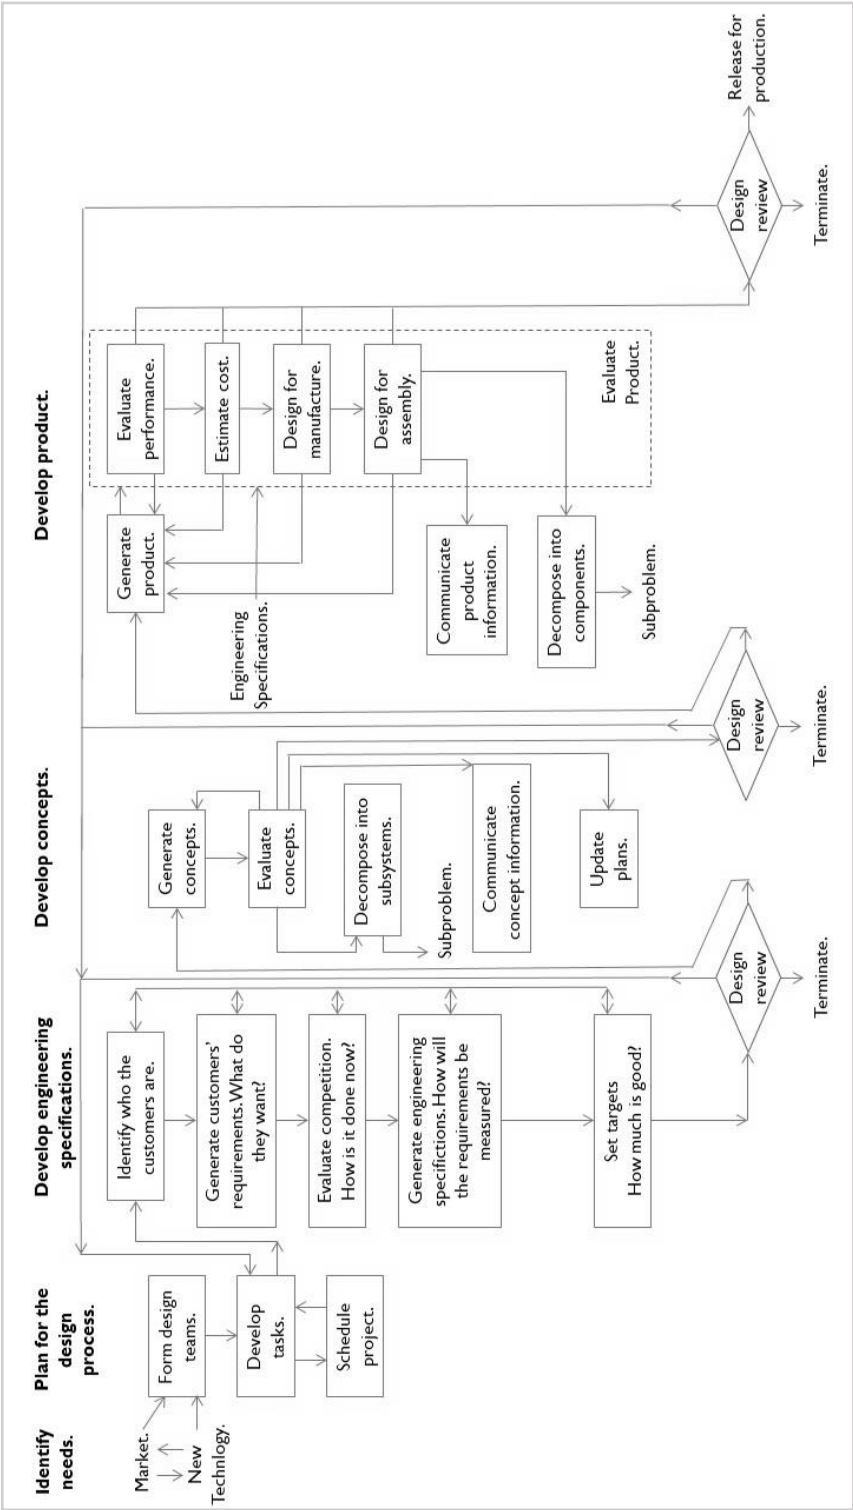 Identify
needs.
Market.
New
Technlogy.
Plan for the
design
process.
Form design
teams.
Develop
tasks.
Schedule
project.
Develop engineering
specifications.
Identify who the
customers are.
Generate customers'
requirements.What do
they want?
Evaluate competition.
How is it done now?
Generate engineering
specifictions.How will
the requirements be
measured?
Set targets
How much is good?
Design
review
Terminate.
Develop concepts.
Generate
concepts.
Evaluate
concepts.
Decompose into
subsystems.
Subproblem.
Communicate
concept information.
Update
plans.
Design
review
Terminate.
Develop product.
Generate
product.
Evaluate
performance.
Estimate cost.
Design for
manufacture.
Design for
assembly.
Engineering
Specifications.
Communicate
product
information.
Decompose into
components.
Subproblem.
Evaluate
Product.
Design
review
Terminate.
Release for
production.